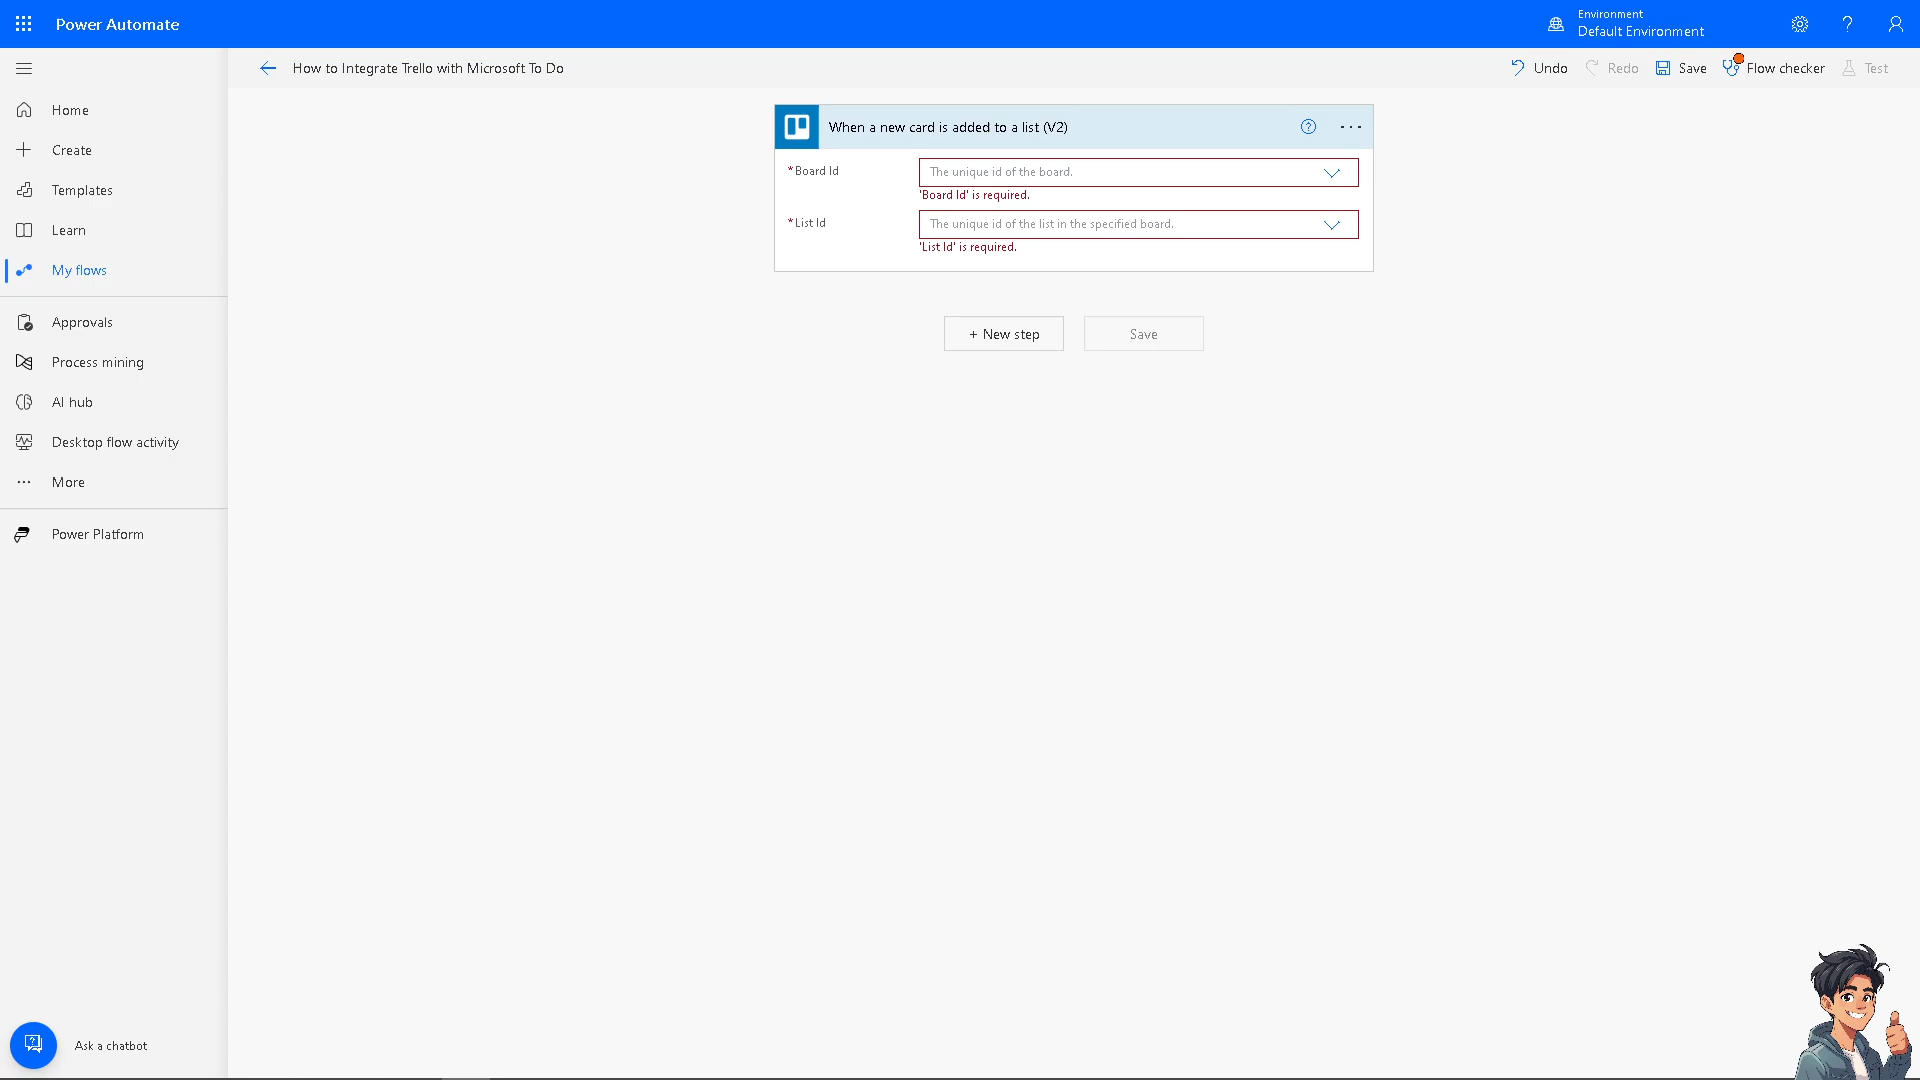 Power Automate
Environment
Default Environment
How to Integrate Trello with Microsoft To Do
Undo
Redo
Save
Flow checker
Test
Home
Create
Templates
Learn
My flows
Approvals
Process mining
AI hub
Desktop flow activity
More
Power Platform
When a new card is added to a list (V2)
* Board Id
The unique id of the board.
'Board Id' is required.
* List Id
The unique id of the list in the specified board.
'List Id' is required.
+ New step
Save
Ask a chatbot